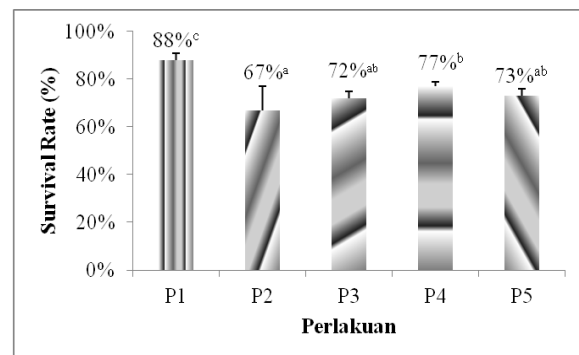 100%
80%
60%
40%
20%
0%
Survival Rate (%)
88%ᶜ
67%ᵃ
72%ᵃᵇ
77%ᵇ
73%ᵃᵇ
P1 P2 P3 P4 P5
Perlakuan